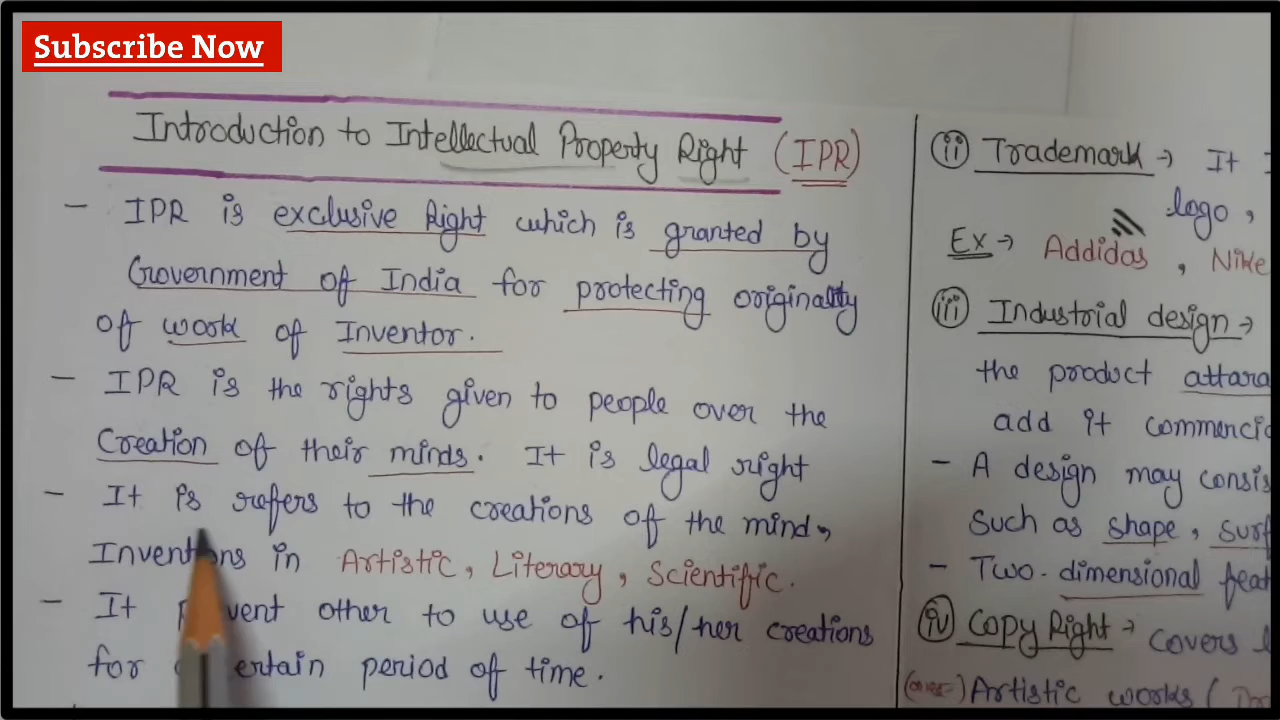 Subscribe Now
Introduction to Intellectual Property Right (IPR)
- IPR is exclusive Right which is granted by
Government of India for protecting originality
of work of Inventor.
- IPR is the rights given to people over the
Creation of their minds. It is legal right
- It is refers to the creations of the mind,
Inventions in Artistic, Literary, Scientific.
- It other to use of his/her creations
for period of time.
(ii) Trademark → It
logo,
Ex → Addidas, Nike
(iii) Industrial design →
the product
add it
- A design may
such as shape,
- Two-dimensional
(iv) Copy Right → Covers
Artistic works (